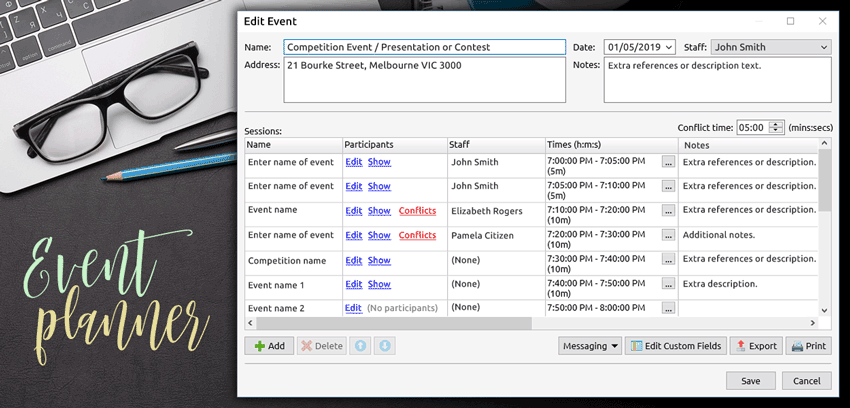 Event
planner
Edit Event
Name: Competition Event / Presentation or Contest Date: 01/05/2019 Staff: John Smith
Address: 21 Bourke Street, Melbourne VIC 3000 Notes: Extra references or description text.
Conflict time: 05:00 (mins:secs)
Sessions:
Name Participants Staff Times (h:m:s) Notes
Enter name of event Edit Show John Smith 7:00:00 PM - 7:05:00 PM ... Extra references or description.
(5m)
Enter name of event Edit Show John Smith 7:05:00 PM - 7:10:00 PM ... Extra references or description.
(5m)
Event name Edit Show Conflicts Elizabeth Rogers 7:10:00 PM - 7:20:00 PM ... Extra references or description.
(10m)
Enter name of event Edit Show Conflicts Pamela Citizen 7:20:00 PM - 7:30:00 PM ... Additional notes.
(10m)
Competition name Edit Show (None) 7:30:00 PM - 7:40:00 PM ... Extra references or description.
(10m)
Event name 1 Edit Show (None) 7:40:00 PM - 7:50:00 PM ... Extra description.
(10m)
Event name 2 Edit (No participants) (None) 7:50:00 PM - 8:00:00 PM ...
Add Delete Messaging Edit Custom Fields Export Print
Save Cancel